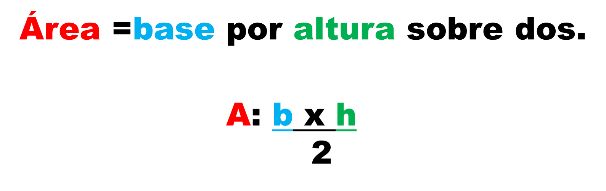 Área =base por altura sobre dos.
A: b x h
2